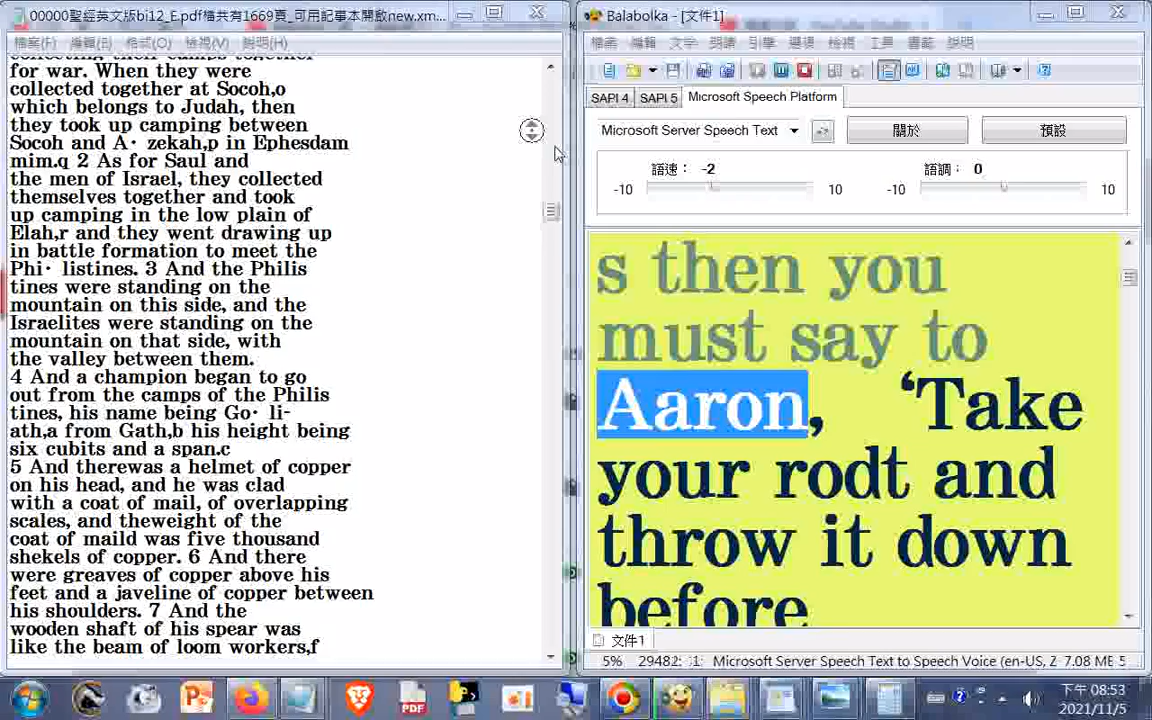 00000聖經英文版bi12_E.pdf檔共有1669頁_可用記事本開啟new.xm...
檔案(F) 編輯(E) 格式(O) 檢視(V) 說明(H)
collecting their camps together
for war. When they were
collected together at Socoh,o
which belongs to Judah, then
they took up camping between
Socoh and A· zekah,p in Ephesdam
mim.q 2 As for Saul and
the men of Israel, they collected
themselves together and took
up camping in the low plain of
Elah,r and they went drawing up
in battle formation to meet the
Phi· listines. 3 And the Philis
tines were standing on the
mountain on this side, and the
Israelites were standing on the
mountain on that side, with
the valley between them.
4 And a champion began to go
out from the camps of the Philis
tines, his name being Go· li-
ath,a from Gath,b his height being
six cubits and a span.c
5 And therewas a helmet of copper
on his head, and he was clad
with a coat of mail, of overlapping
scales, and theweight of the
coat of maild was five thousand
shekels of copper. 6 And there
were greaves of copper above his
feet and a javeline of copper between
his shoulders. 7 And the
wooden shaft of his spear was
like the beam of loom workers,f
Balabolka - [文件1]
檔案 編輯 文字 朗讀 引擎 選項 檢視 工具 書籤 說明
SAPI 4 SAPI 5 Microsoft Speech Platform
Microsoft Server Speech Text 關於 預設
語速： -2 語調： 0
-10 10 -10 10
s then you
must say to
Aaron, ‘Take
your rodt and
throw it down
before
文件1
5% 29482: 1: Microsoft Server Speech Text to Speech Voice (en-US, Z 7.08 MB 5
PDF
下午 08:53
2021/11/5